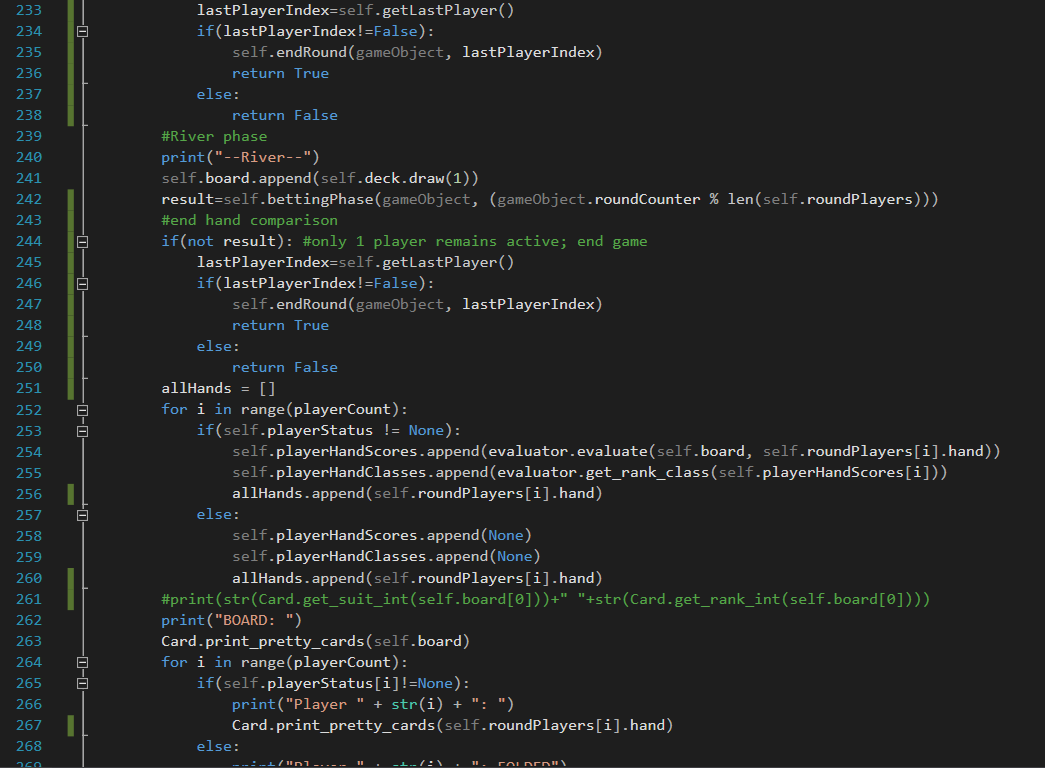 233 lastPlayerIndex=self.getLastPlayer()
234 if(lastPlayerIndex!=False):
235 self.endRound(gameObject, lastPlayerIndex)
236 return True
237 else:
238 return False
239 #River phase
240 print("--River--")
241 self.board.append(self.deck.draw(1))
242 result=self.bettingPhase(gameObject, (gameObject.roundCounter % len(self.roundPlayers)))
243 #end hand comparison
244 if(not result): #only 1 player remains active; end game
245 lastPlayerIndex=self.getLastPlayer()
246 if(lastPlayerIndex!=False):
247 self.endRound(gameObject, lastPlayerIndex)
248 return True
249 else:
250 return False
251 allHands = []
252 for i in range(playerCount):
253 if(self.playerStatus != None):
254 self.playerHandScores.append(evaluator.evaluate(self.board, self.roundPlayers[i].hand))
255 self.playerHandClasses.append(evaluator.get_rank_class(self.playerHandScores[i]))
256 allHands.append(self.roundPlayers[i].hand)
257 else:
258 self.playerHandScores.append(None)
259 self.playerHandClasses.append(None)
260 allHands.append(self.roundPlayers[i].hand)
261 #print(str(Card.get_suit_int(self.board[0]))+" "+str(Card.get_rank_int(self.board[0])))
262 print("BOARD: ")
263 Card.print_pretty_cards(self.board)
264 for i in range(playerCount):
265 if(self.playerStatus[i]!=None):
266 print("Player " + str(i) + ": ")
267 Card.print_pretty_cards(self.roundPlayers[i].hand)
268 else:
269 print("Player " + str(i) + ": FOLDED")